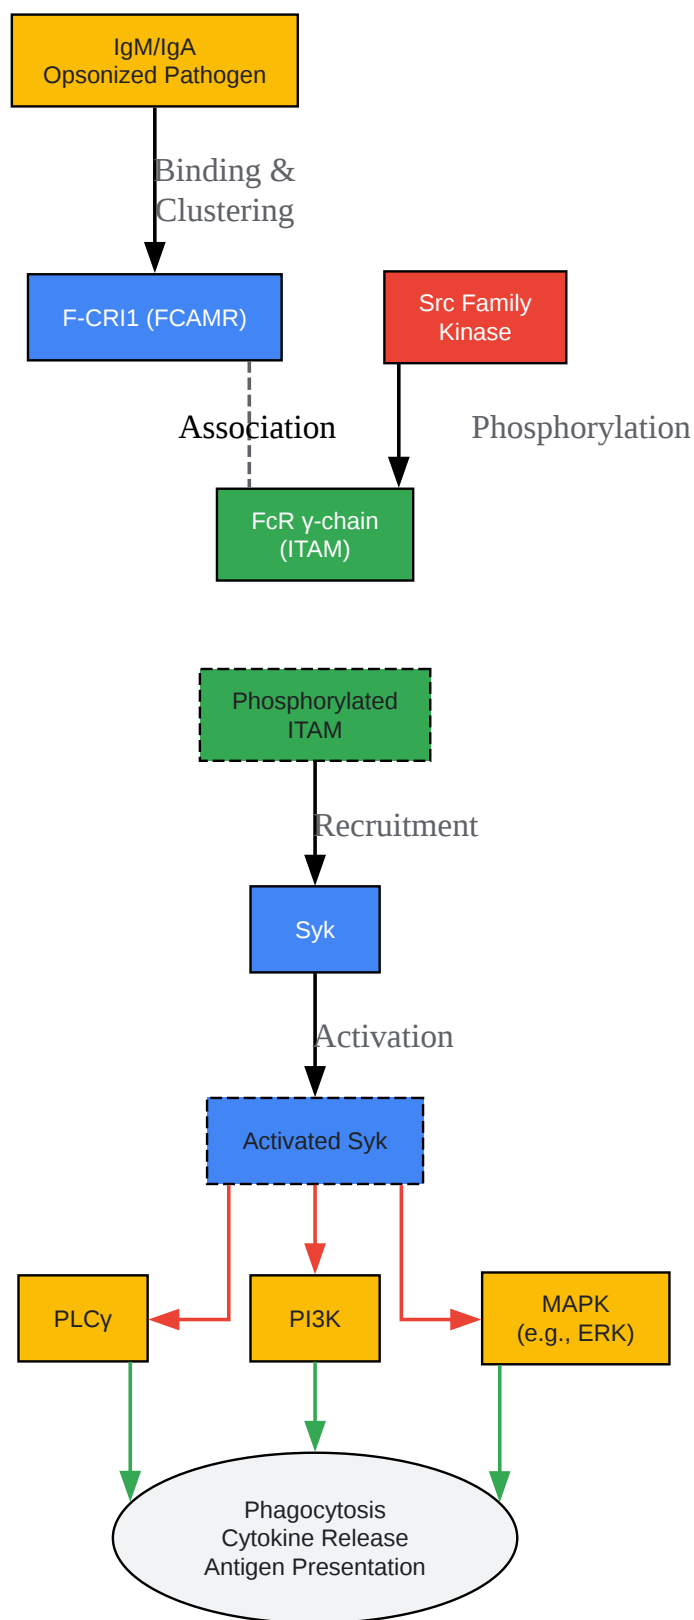 IgM/IgA
Opsonized Pathogen
Binding &
Clustering
F-CRI1 (FCAMR)
Src Family
Kinase
Association
Phosphorylation
FcR γ-chain
(ITAM)
Phosphorylated
ITAM
Recruitment
Syk
Activation
Activated Syk
PLCγ
PI3K
MAPK
(e.g., ERK)
Phagocytosis
Cytokine Release
Antigen Presentation